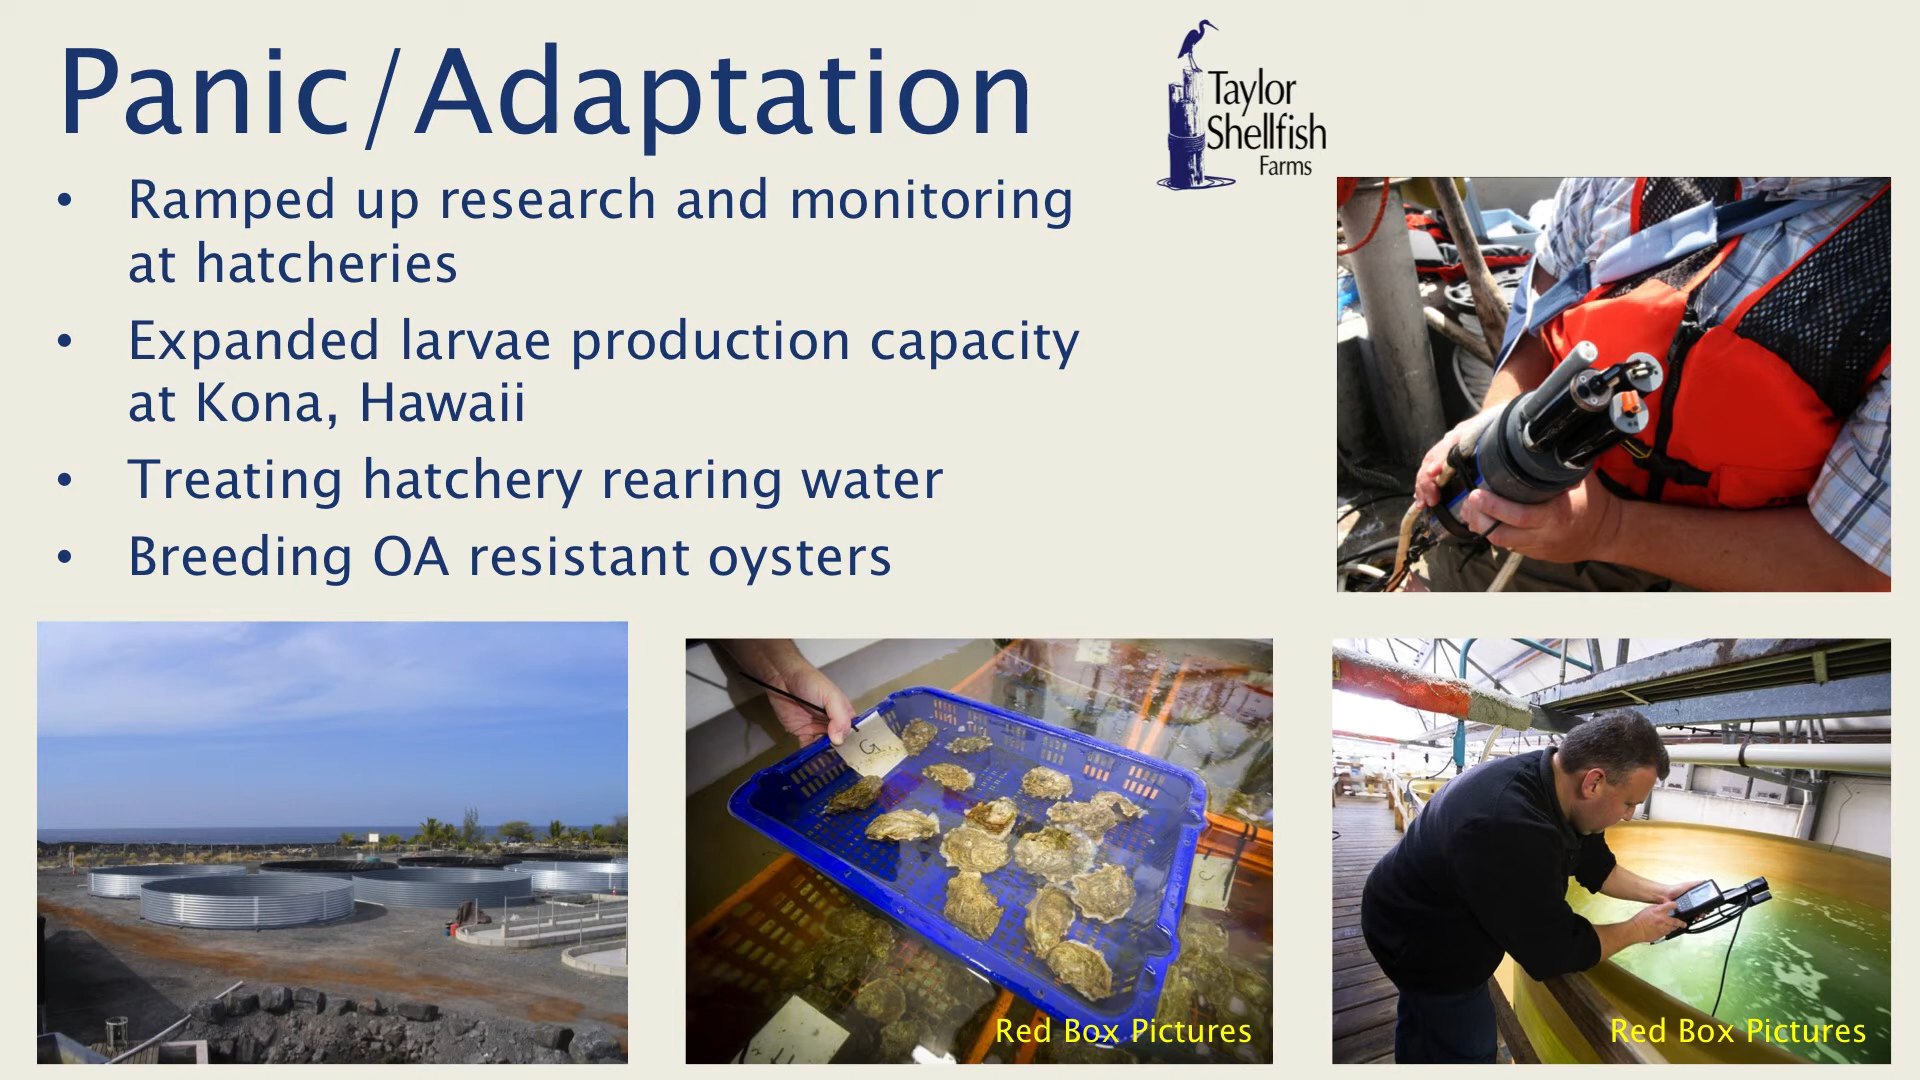 Panic/Adaptation
Taylor
Shellfish
Farms
• Ramped up research and monitoring
at hatcheries
• Expanded larvae production capacity
at Kona, Hawaii
• Treating hatchery rearing water
• Breeding OA resistant oysters
G
C
Red Box Pictures
Red Box Pictures